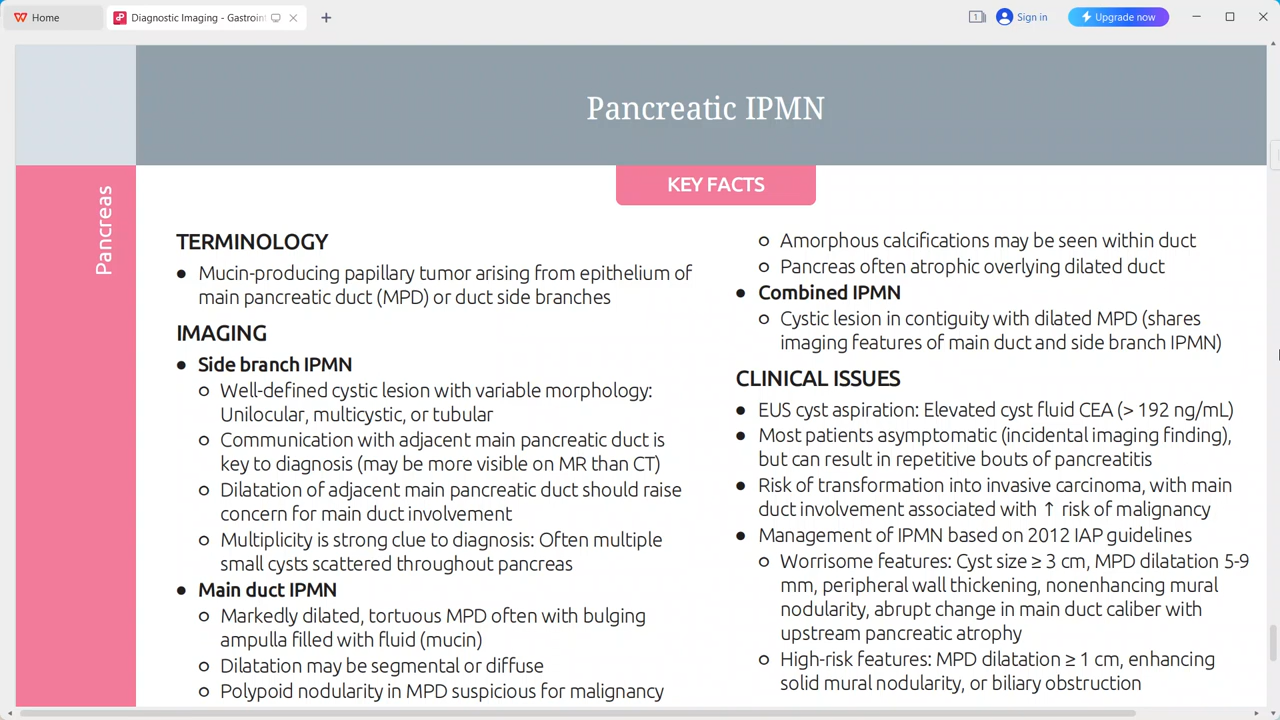 Home
Diagnostic Imaging - Gastroint
1
Sign in
Upgrade now
Pancreatic IPMN
Pancreas
KEY FACTS
TERMINOLOGY
● Mucin-producing papillary tumor arising from epithelium of
main pancreatic duct (MPD) or duct side branches
IMAGING
● Side branch IPMN
○ Well-defined cystic lesion with variable morphology:
Unilocular, multicystic, or tubular
○ Communication with adjacent main pancreatic duct is
key to diagnosis (may be more visible on MR than CT)
○ Dilatation of adjacent main pancreatic duct should raise
concern for main duct involvement
○ Multiplicity is strong clue to diagnosis: Often multiple
small cysts scattered throughout pancreas
● Main duct IPMN
○ Markedly dilated, tortuous MPD often with bulging
ampulla filled with fluid (mucin)
○ Dilatation may be segmental or diffuse
○ Polypoid nodularity in MPD suspicious for malignancy
○ Amorphous calcifications may be seen within duct
○ Pancreas often atrophic overlying dilated duct
● Combined IPMN
○ Cystic lesion in contiguity with dilated MPD (shares
imaging features of main duct and side branch IPMN)
CLINICAL ISSUES
● EUS cyst aspiration: Elevated cyst fluid CEA (> 192 ng/mL)
● Most patients asymptomatic (incidental imaging finding),
but can result in repetitive bouts of pancreatitis
● Risk of transformation into invasive carcinoma, with main
duct involvement associated with ↑ risk of malignancy
● Management of IPMN based on 2012 IAP guidelines
○ Worrisome features: Cyst size ≥ 3 cm, MPD dilatation 5-9
mm, peripheral wall thickening, nonenhancing mural
nodularity, abrupt change in main duct caliber with
upstream pancreatic atrophy
○ High-risk features: MPD dilatation ≥ 1 cm, enhancing
solid mural nodularity, or biliary obstruction